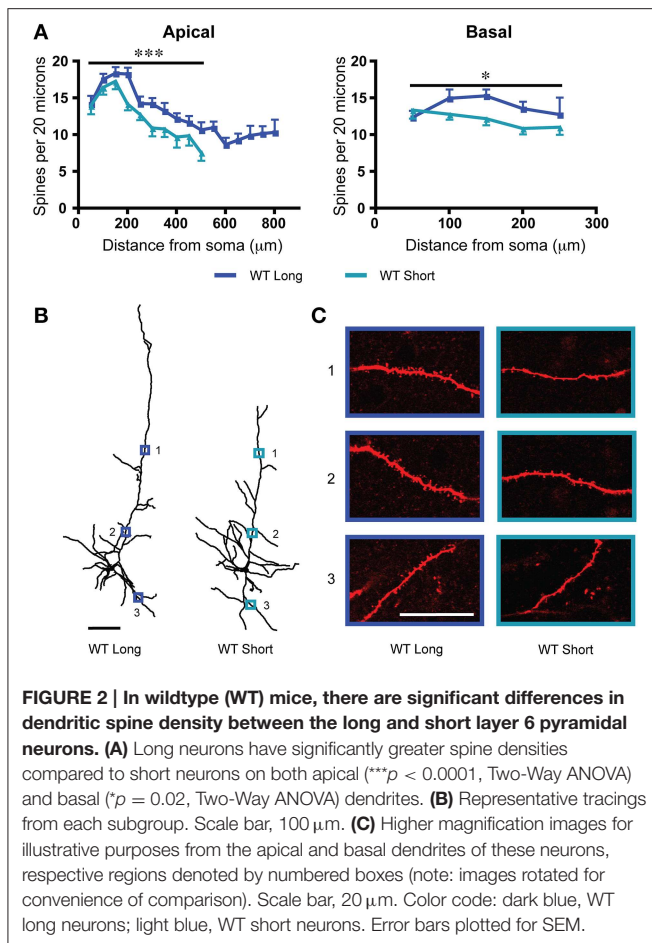 A
Apical
Basal
***
*
Spines per 20 microns
20
15
10
5
0
0 200 400 600 800
Distance from soma (μm)
Spines per 20 microns
20
15
10
5
0
0 100 200 300
Distance from soma (μm)
WT Long WT Short
B
C
1
2
3
1
2
3
WT Long WT Short
1
2
3
WT Long WT Short
FIGURE 2 | In wildtype (WT) mice, there are significant differences in
dendritic spine density between the long and short layer 6 pyramidal
neurons. (A) Long neurons have significantly greater spine densities
compared to short neurons on both apical (***p < 0.0001, Two-Way ANOVA)
and basal (*p = 0.02, Two-Way ANOVA) dendrites. (B) Representative tracings
from each subgroup. Scale bar, 100 μm. (C) Higher magnification images for
illustrative purposes from the apical and basal dendrites of these neurons,
respective regions denoted by numbered boxes (note: images rotated for
convenience of comparison). Scale bar, 20 μm. Color code: dark blue, WT
long neurons; light blue, WT short neurons. Error bars plotted for SEM.